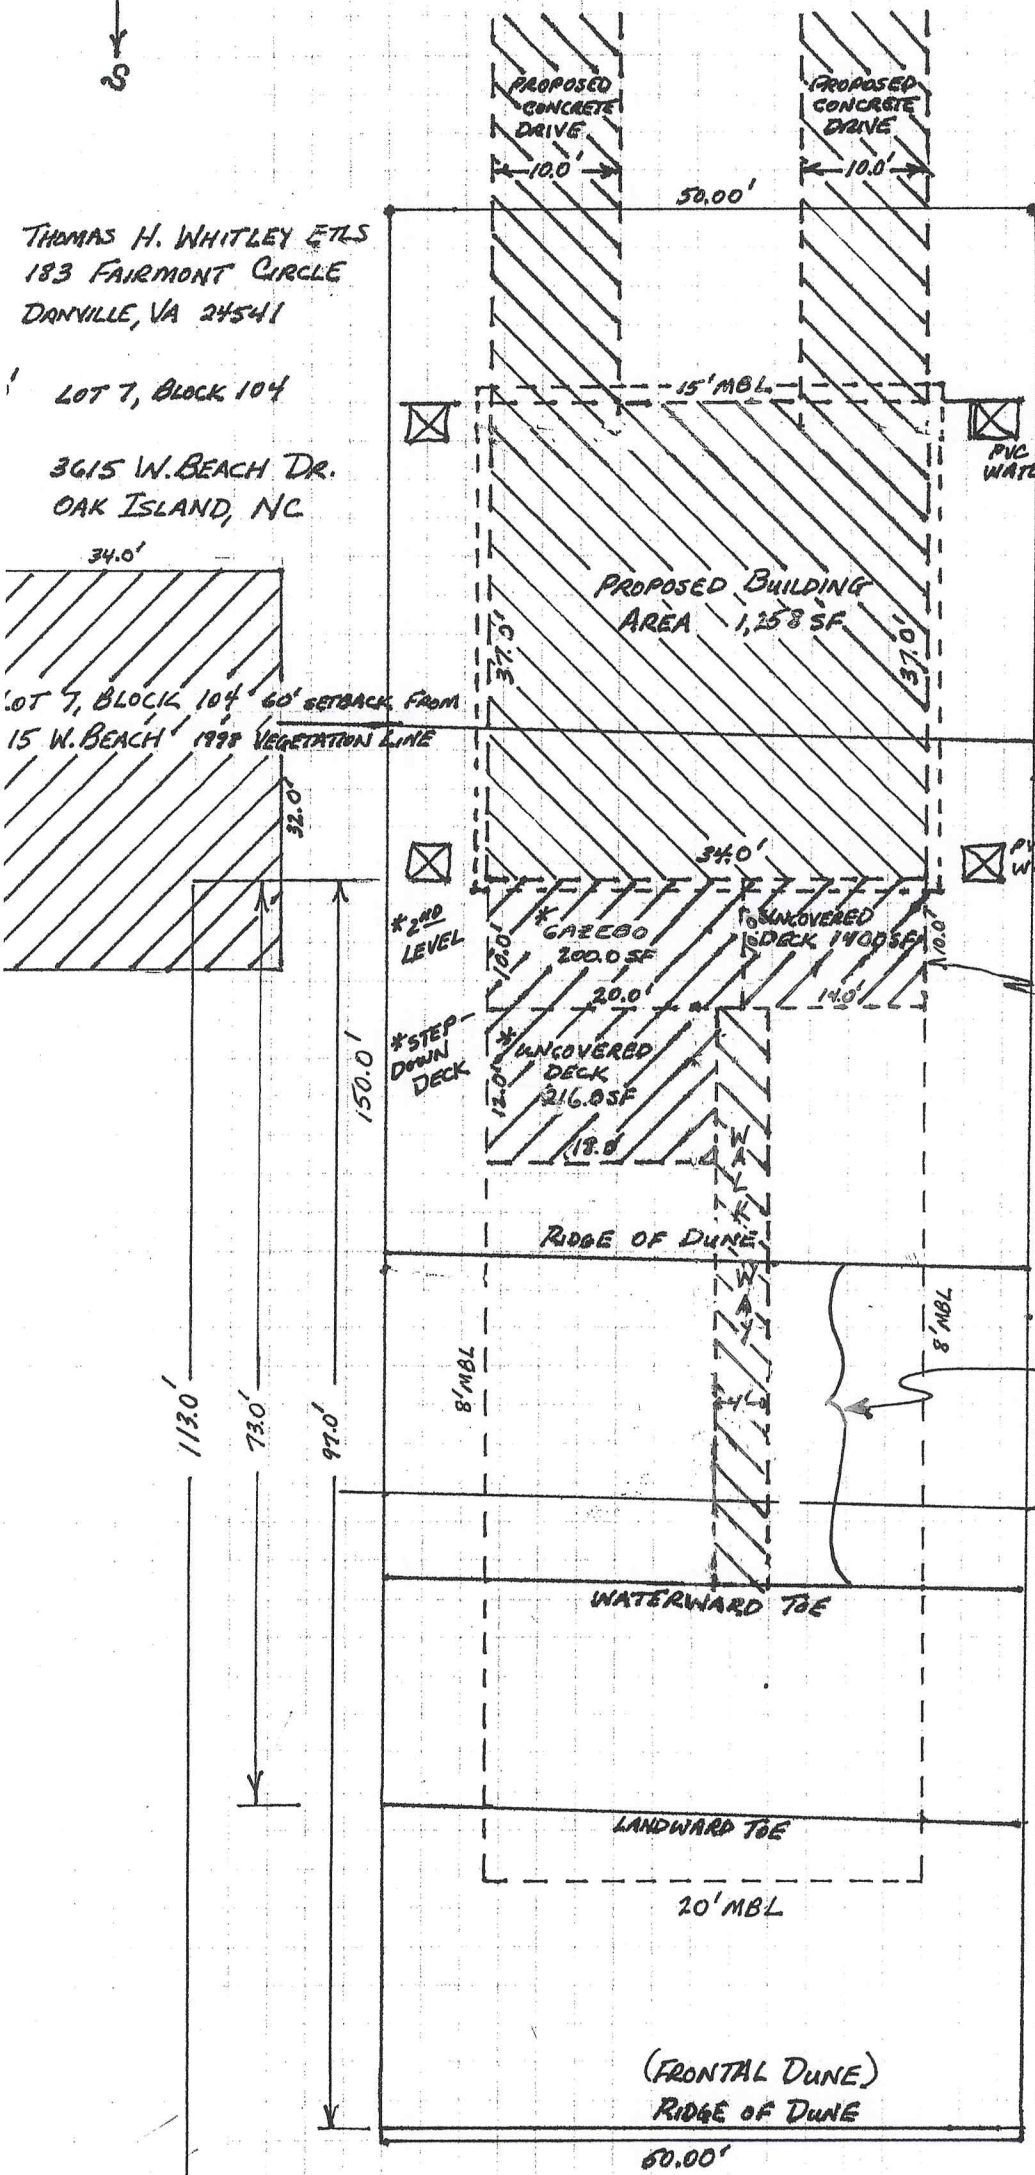 S
PROPOSED
CONCRETE
DRIVE
10.0'
PROPOSED
CONCRETE
DRIVE
10.0'
50.00'
THOMAS H. WHITLEY ETLS
183 FAIRMONT CIRCLE
DANVILLE, VA 24541
LOT 7, BLOCK 104
3615 W. BEACH DR.
OAK ISLAND, NC
15' MBL
PVC
34.0'
PROPOSED BUILDING
AREA 1,258 SF
37.0'
37.0'
LOT 7, BLOCK 104
15 W. BEACH
60' SETBACK FROM
1998 VEGETATION LINE
32.0'
34.0'
*2ND
LEVEL
*
GAZEBO
200.0 SF
10.0'
20.0'
UNCOVERED
DECK 140.0 SF
10.0'
14.0'
*STEP-
DOWN
DECK
*
UNCOVERED
DECK
216.0 SF
12.0'
18.0'
150.0'
WALKWAY
RIDGE OF DUNE
8' MBL
8' MBL
113.0'
73.0'
97.0'
4'
WATERWARD TOE
LANDWARD TOE
20' MBL
(FRONTAL DUNE)
RIDGE OF DUNE
50.00'